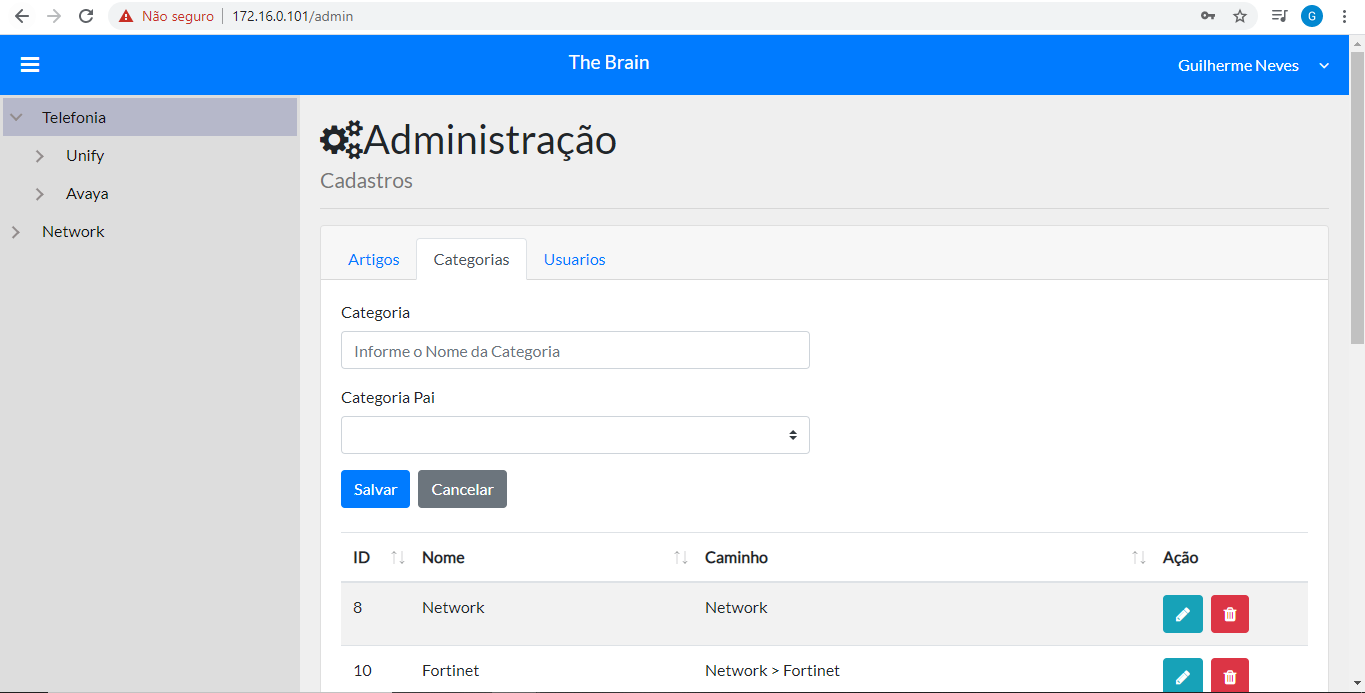 Não seguro | 172.16.0.101/admin
G
The Brain
Guilherme Neves
Telefonia
Unify
Avaya
Network
Administração
Cadastros
Artigos Categorias Usuarios
Categoria
Informe o Nome da Categoria
Categoria Pai
Salvar Cancelar
ID Nome Caminho Ação
8 Network Network
10 Fortinet Network > Fortinet